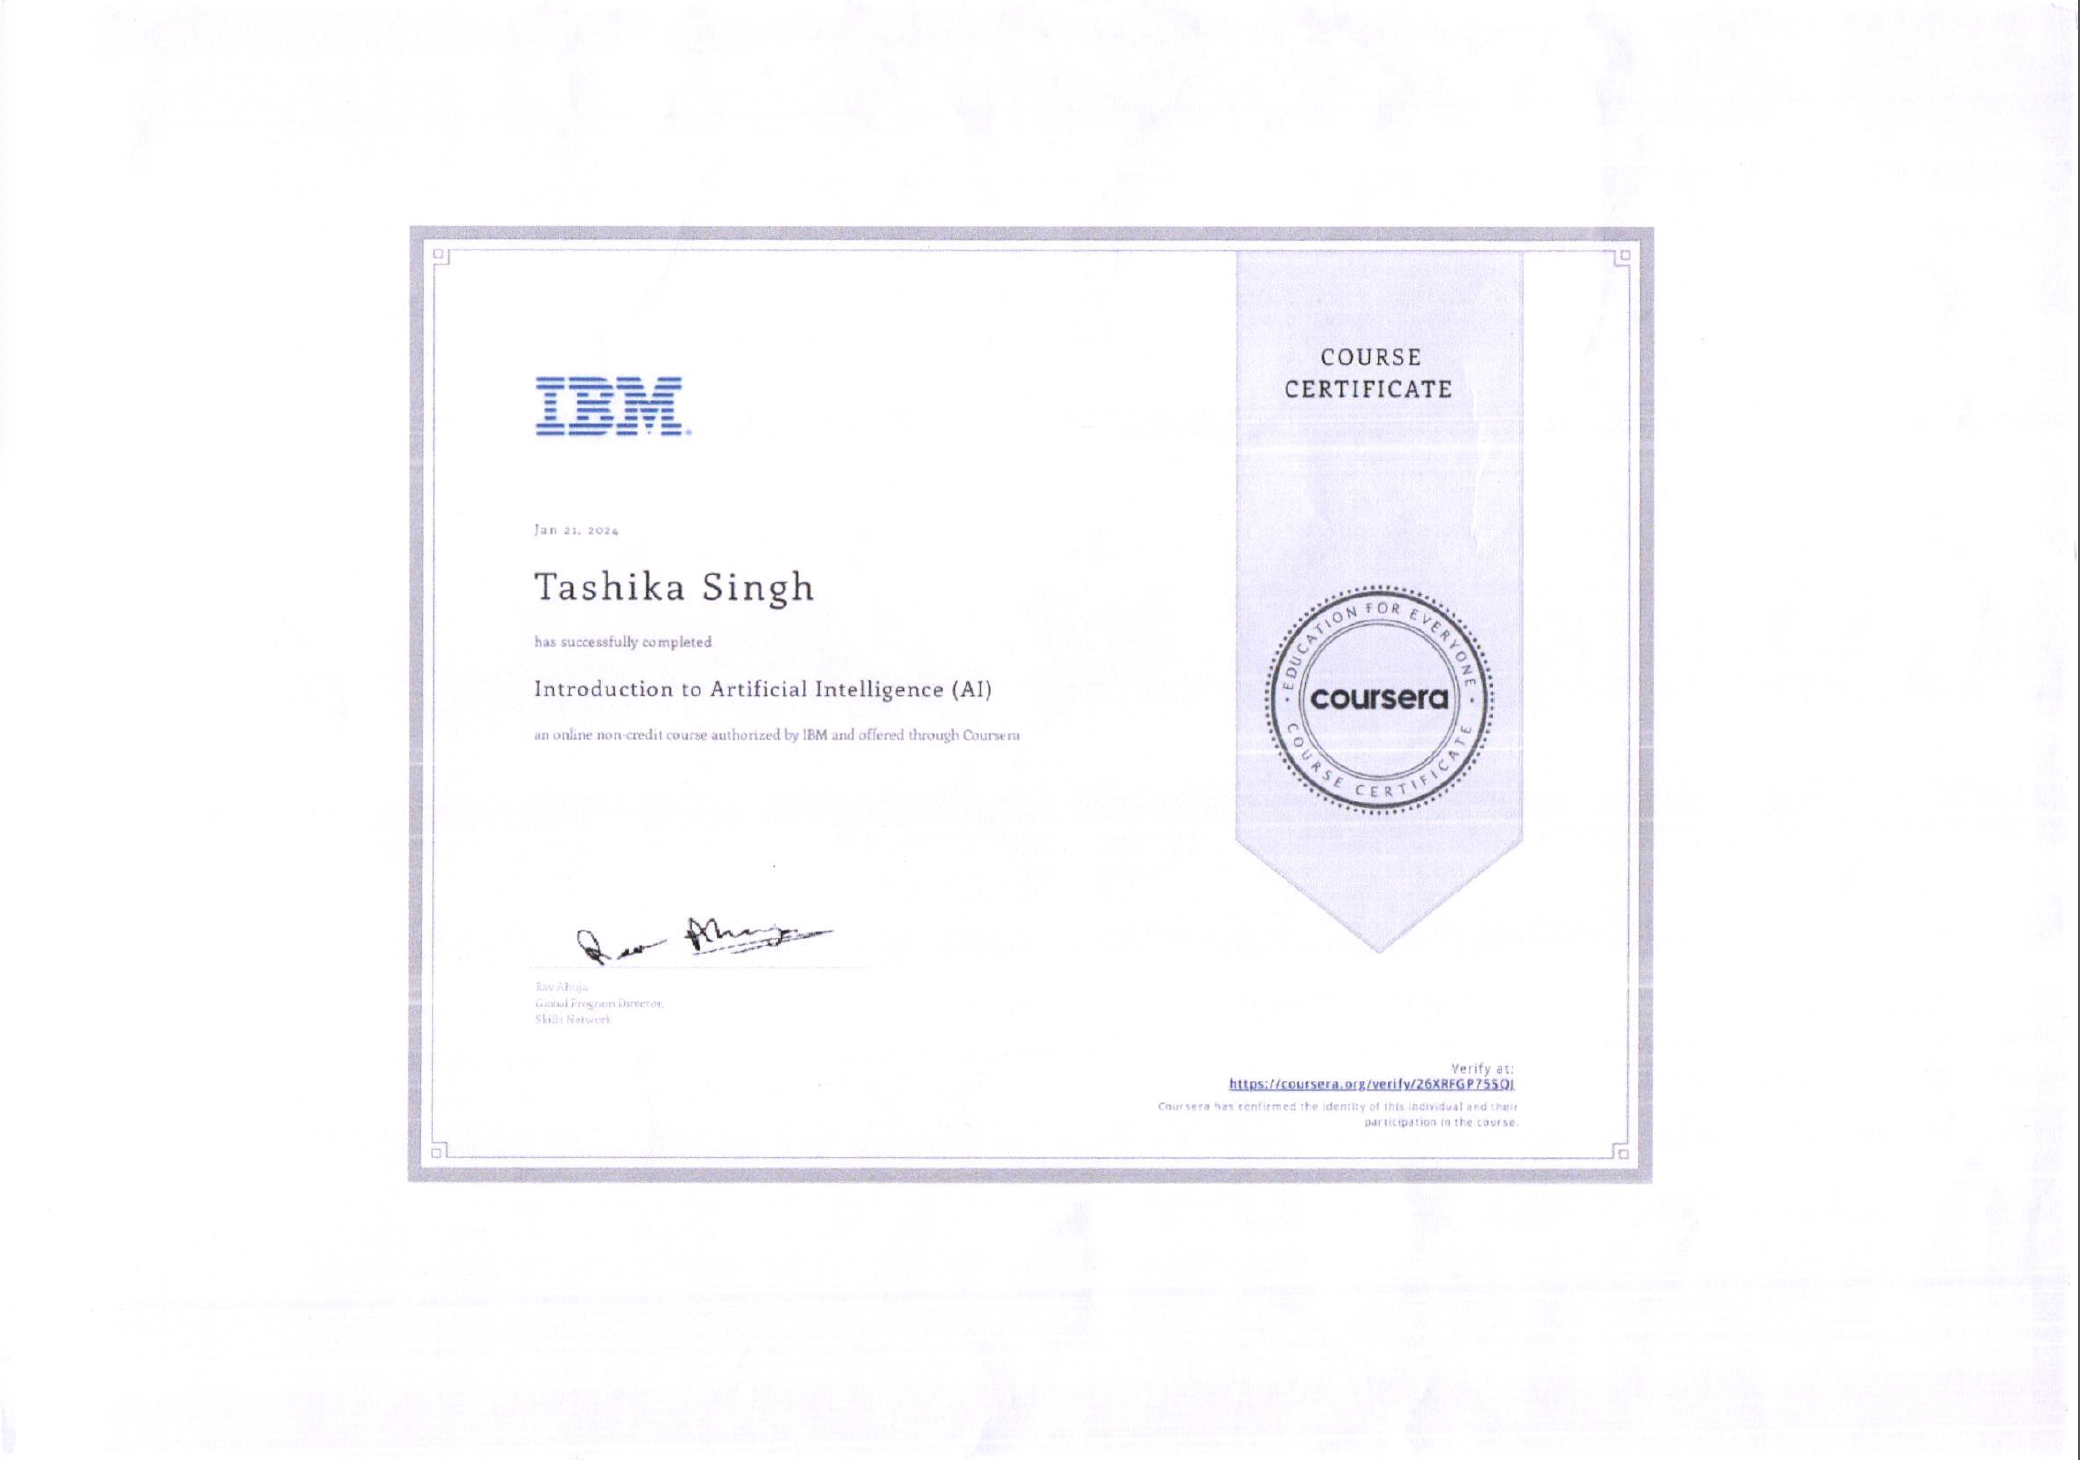 IBM
COURSE
CERTIFICATE
Jan 21, 2024
Tashika Singh
has successfully completed
Introduction to Artificial Intelligence (AI)
an online non-credit course authorized by IBM and offered through Coursera
EDUCATION FOR EVERYONE
coursera
COURSE CERTIFICATE
Rav Ahuja
Rav Ahuja
Global Program Director,
Skills Network
Verify at:
https://coursera.org/verify/26XRFGP75SQJ
Coursera has confirmed the identity of this individual and their
participation in the course.